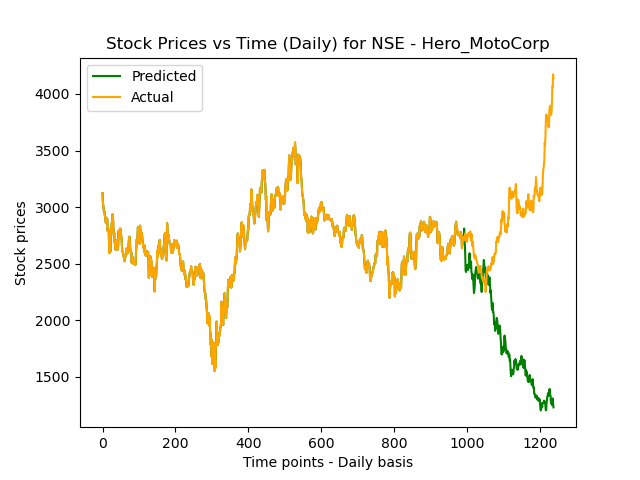 Stock Prices vs Time (Daily) for NSE - Hero_MotoCorp
Predicted
Actual
Stock prices
4000
3500
3000
2500
2000
1500
0 200 400 600 800 1000 1200
Time points - Daily basis